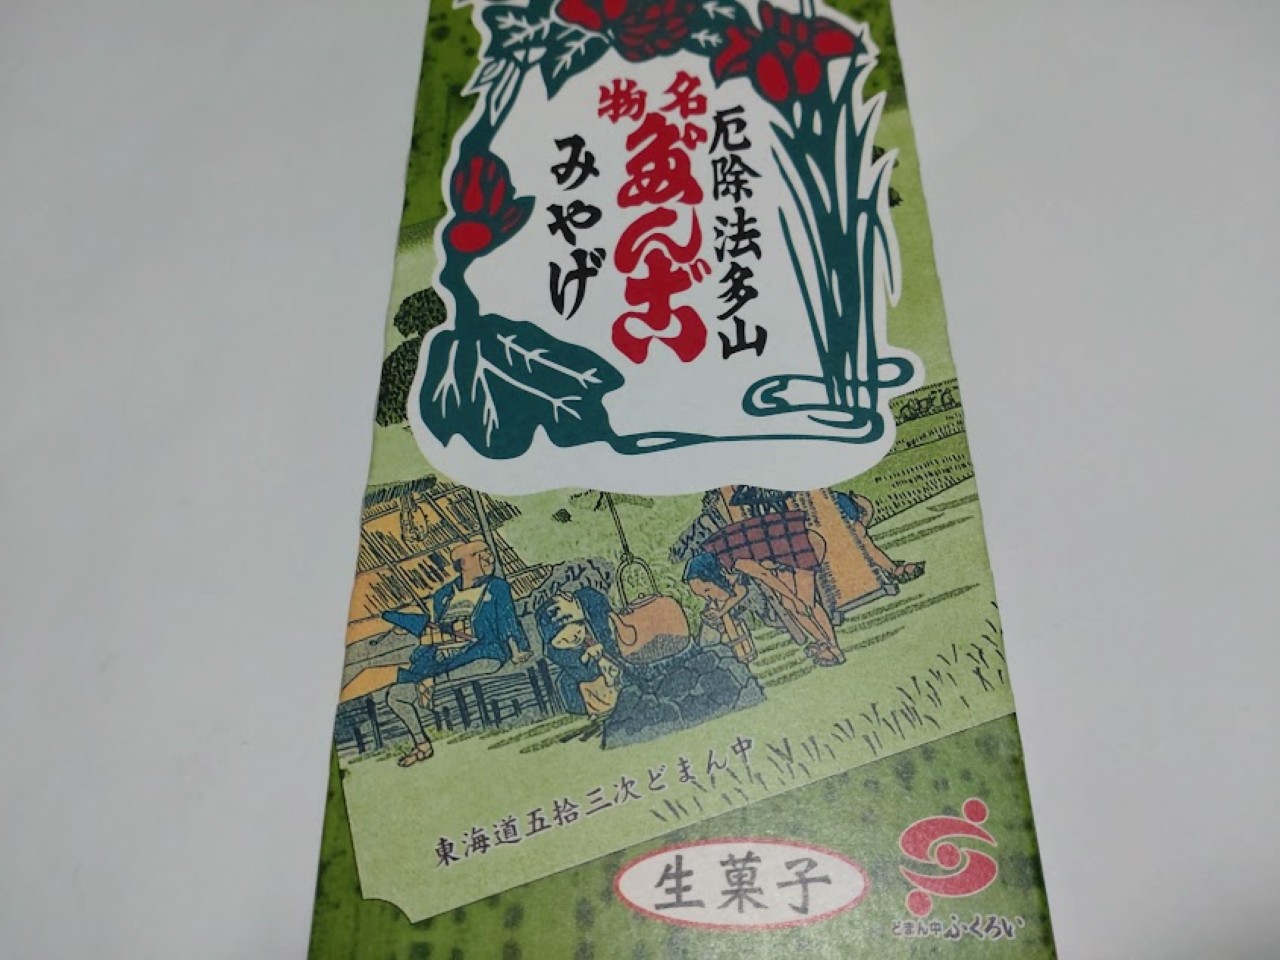 厄除法多山
名物
だんご
みやげ
東海道五拾三次どまん中
生菓子
どまん中ふくろい